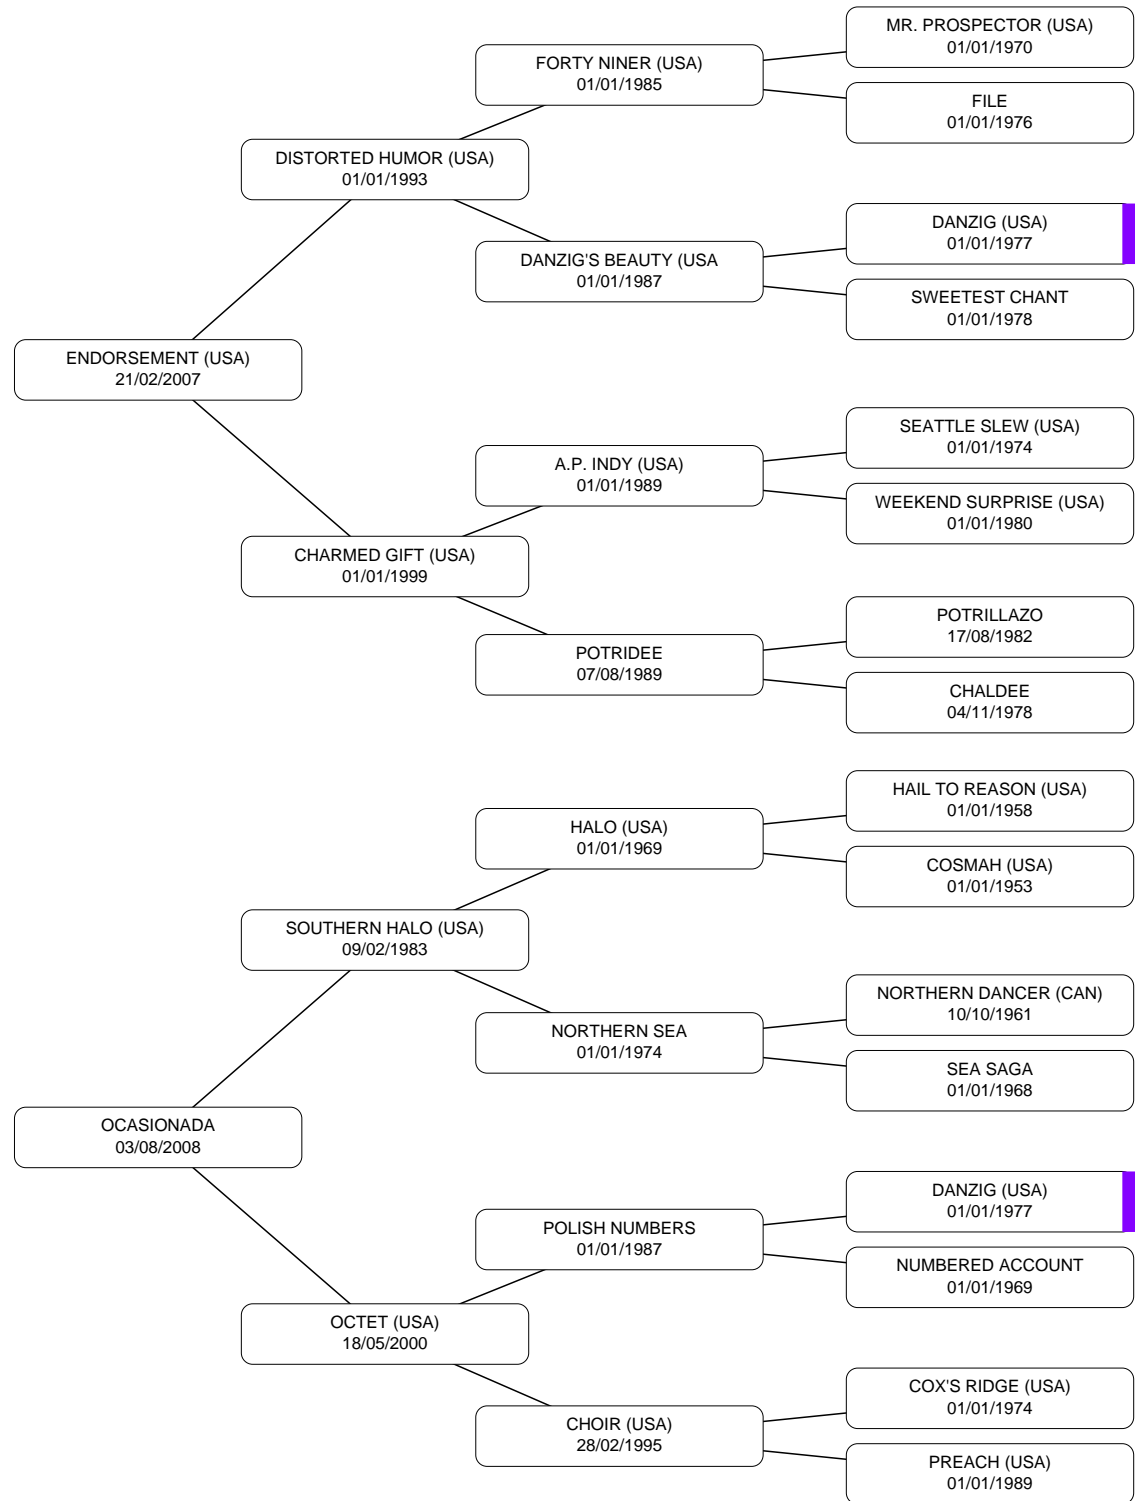 MR. PROSPECTOR (USA)
01/01/1970
FORTY NINER (USA)
01/01/1985
FILE
01/01/1976
DISTORTED HUMOR (USA)
01/01/1993
DANZIG (USA)
01/01/1977
DANZIG'S BEAUTY (USA
01/01/1987
SWEETEST CHANT
01/01/1978
ENDORSEMENT (USA)
21/02/2007
SEATTLE SLEW (USA)
01/01/1974
A.P. INDY (USA)
01/01/1989
WEEKEND SURPRISE (USA)
01/01/1980
CHARMED GIFT (USA)
01/01/1999
POTRILLAZO
17/08/1982
POTRIDEE
07/08/1989
CHALDEE
04/11/1978
HAIL TO REASON (USA)
01/01/1958
HALO (USA)
01/01/1969
COSMAH (USA)
01/01/1953
SOUTHERN HALO (USA)
09/02/1983
NORTHERN DANCER (CAN)
10/10/1961
NORTHERN SEA
01/01/1974
SEA SAGA
01/01/1968
OCASIONADA
03/08/2008
DANZIG (USA)
01/01/1977
POLISH NUMBERS
01/01/1987
NUMBERED ACCOUNT
01/01/1969
OCTET (USA)
18/05/2000
COX'S RIDGE (USA)
01/01/1974
CHOIR (USA)
28/02/1995
PREACH (USA)
01/01/1989